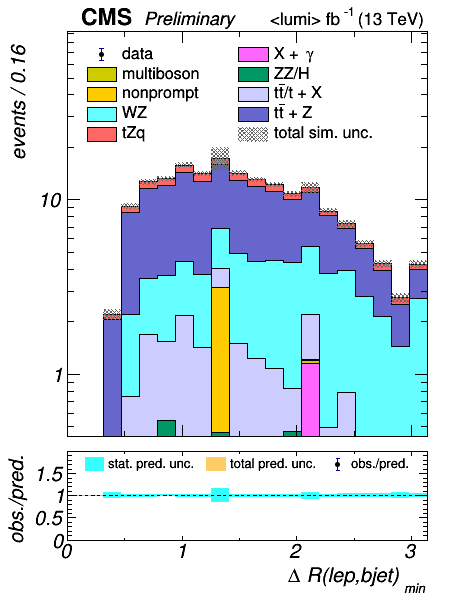 CMS Preliminary <lumi> fb⁻¹ (13 TeV)
events / 0.16
data
multiboson
nonprompt
WZ
tZq
X + γ
ZZ/H
tt̄/t + X
tt̄ + Z
total sim. unc.
10
1
obs./pred.
stat. pred. unc. total pred. unc. obs./pred.
1.5
1
0.5
0
0 1 2 3
Δ R(lep,bjet) min